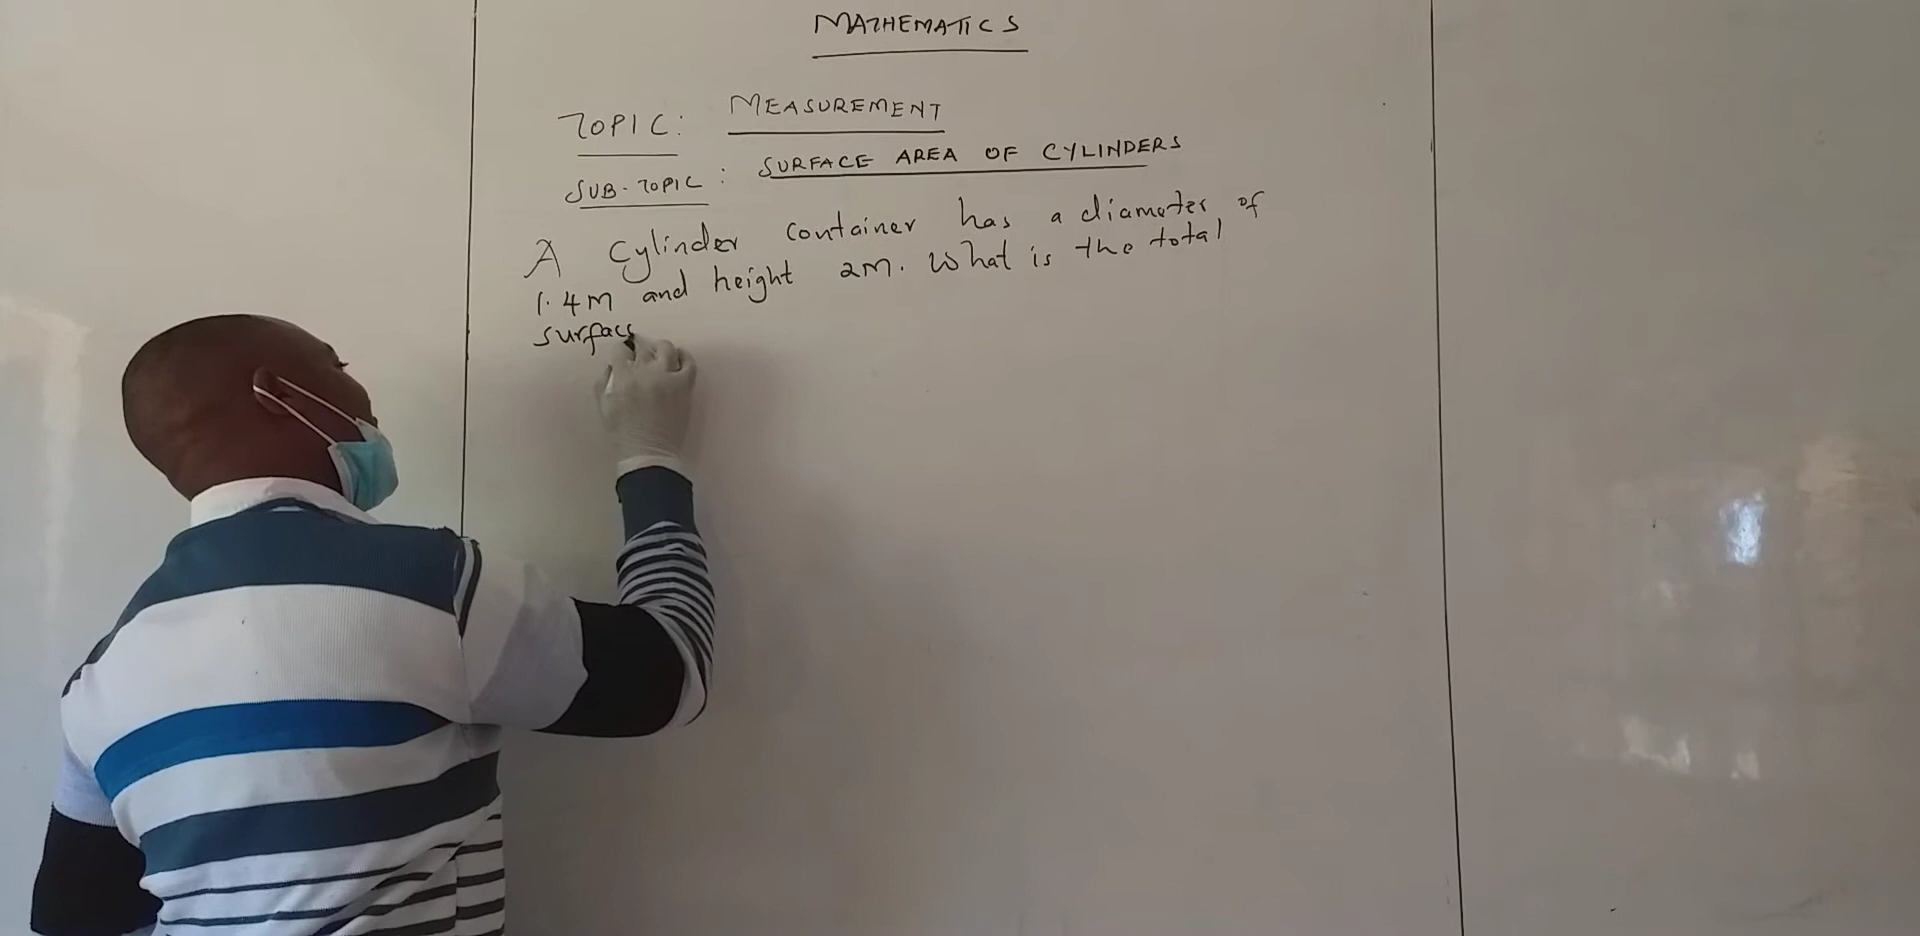 MATHEMATICS
TOPIC: MEASUREMENT
SUB-TOPIC: SURFACE AREA OF CYLINDERS
A cylinder container has a diameter of
1.4M and height 2M. What is the total
surface